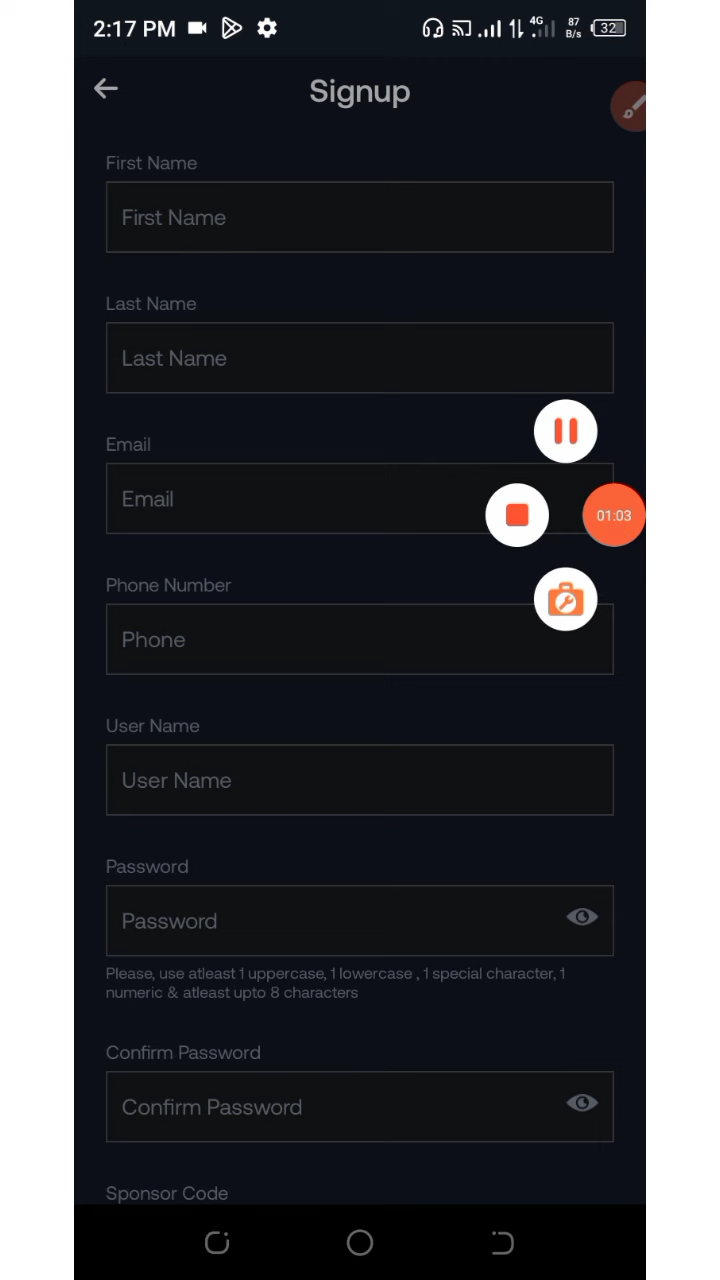 2:17 PM 4G 87 B/s 32
Signup
First Name
First Name
Last Name
Last Name
Email
Email
01:03
Phone Number
Phone
User Name
User Name
Password
Password
Please, use atleast 1 uppercase, 1 lowercase , 1 special character, 1
numeric & atleast upto 8 characters
Confirm Password
Confirm Password
Sponsor Code